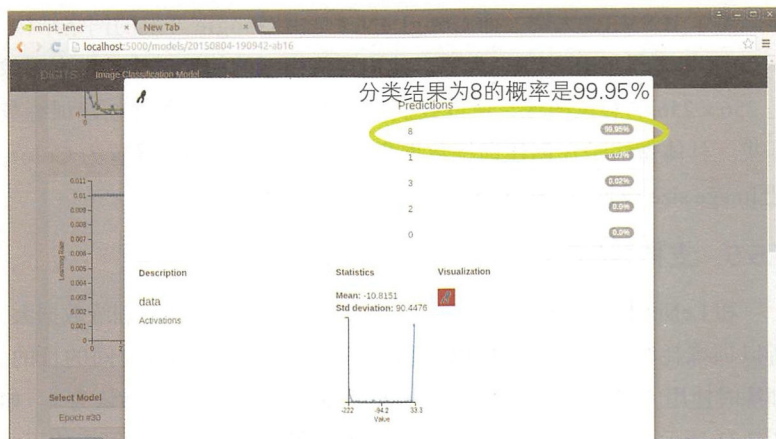 mnist_lenet
New Tab
localhost:5000/models/20150804-190942-ab16
DIGITS
Image Classification Model
分类结果为8的概率是99.95%
Predictions
8 99.95%
1 0.03%
3 0.02%
2 0.0%
0 0.0%
0.011
0.01
0.009
0.008
0.007
0.006
0.005
0.004
0.003
0.002
0.001
0
Learning Rate
0
Description
Statistics
Visualization
data
Activations
Mean: -10.8151
Std deviation: 90.4476
-222
-94.2
33.3
Value
Select Model
Epoch #30